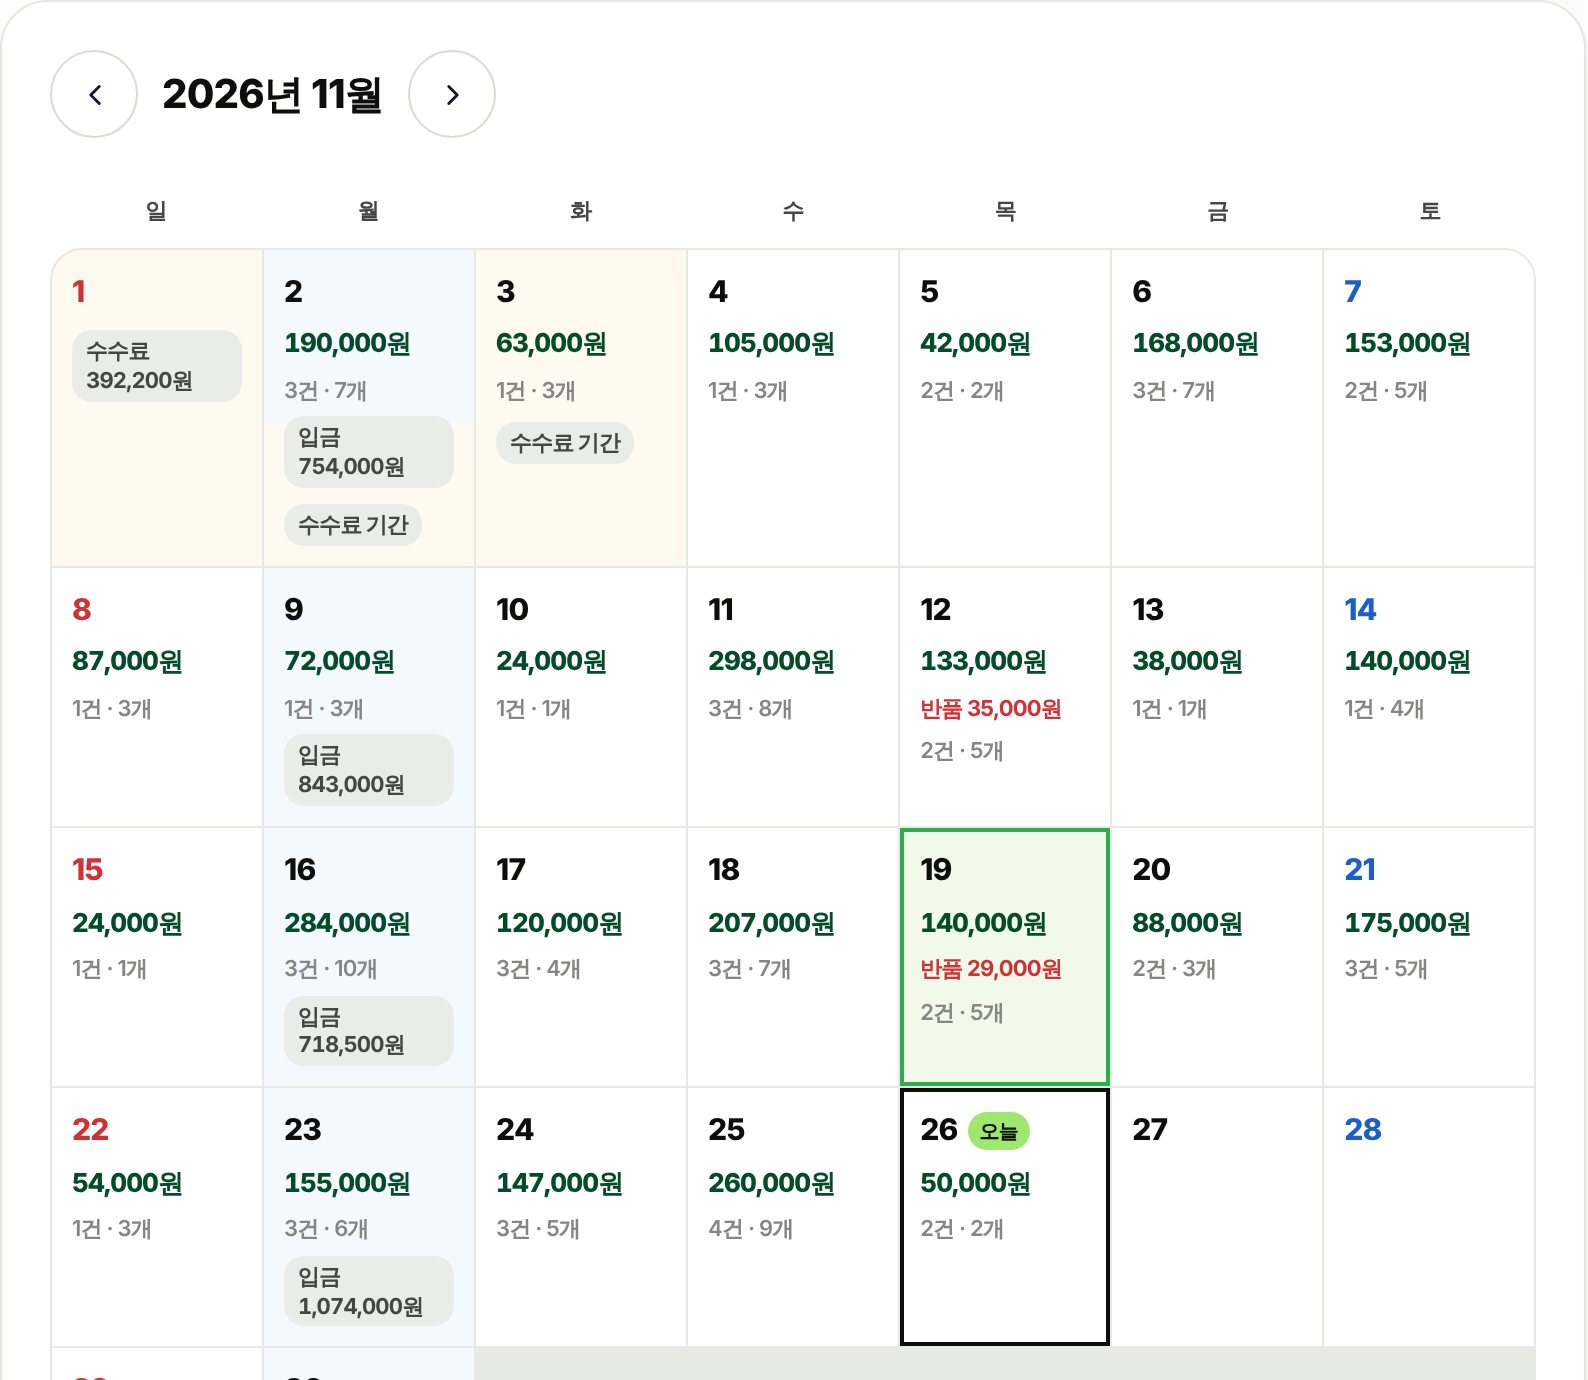 2026년 11월
일 월 화 수 목 금 토
1
수수료
392,200원
2
190,000원
3건 · 7개
입금
754,000원
수수료 기간
3
63,000원
1건 · 3개
수수료 기간
4
105,000원
1건 · 3개
5
42,000원
2건 · 2개
6
168,000원
3건 · 7개
7
153,000원
2건 · 5개
8
87,000원
1건 · 3개
9
72,000원
1건 · 3개
입금
843,000원
10
24,000원
1건 · 1개
11
298,000원
3건 · 8개
12
133,000원
반품 35,000원
2건 · 5개
13
38,000원
1건 · 1개
14
140,000원
1건 · 4개
15
24,000원
1건 · 1개
16
284,000원
3건 · 10개
입금
718,500원
17
120,000원
3건 · 4개
18
207,000원
3건 · 7개
19
140,000원
반품 29,000원
2건 · 5개
20
88,000원
2건 · 3개
21
175,000원
3건 · 5개
22
54,000원
1건 · 3개
23
155,000원
3건 · 6개
입금
1,074,000원
24
147,000원
3건 · 5개
25
260,000원
4건 · 9개
26 오늘
50,000원
2건 · 2개
27
28